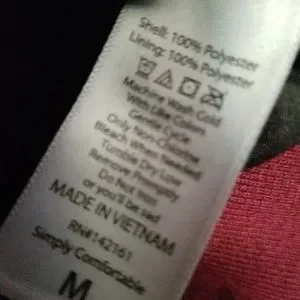 Shell: 100% Polyester
Lining: 100% Polyester
Machine Wash Cold
With Like Colors
Gentle Cycle
Only Non-Chlorine
Bleach When Needed
Tumble Dry Low
Remove Promptly
Do Not Iron
or you'll be sad
MADE IN VIETNAM
RN#142161
Simply Comfortable
M